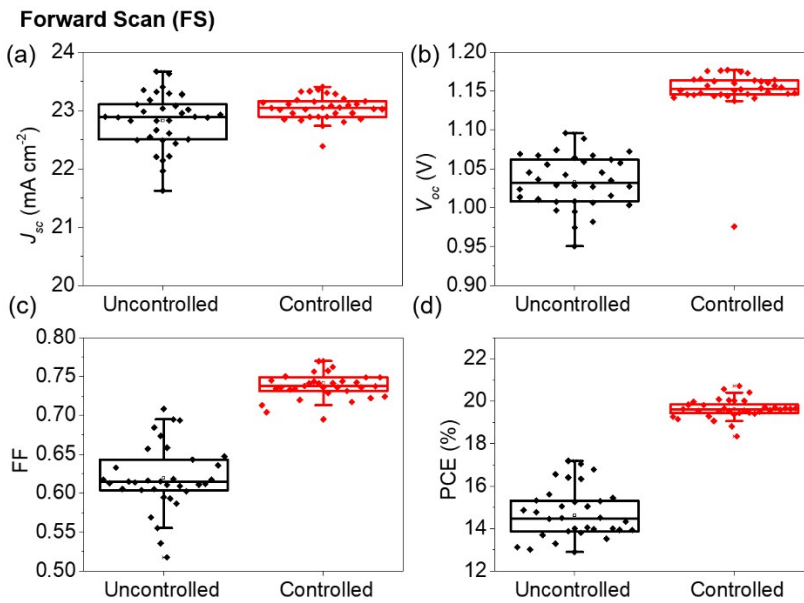 Forward Scan (FS)
(a)
24
23
22
21
20
Jsc (mA cm-2)
Uncontrolled
Controlled
(b)
1.20
1.15
1.10
1.05
1.00
0.95
0.90
Voc (V)
Uncontrolled
Controlled
(c)
0.80
0.75
0.70
0.65
0.60
0.55
0.50
FF
Uncontrolled
Controlled
(d)
22
20
18
16
14
12
PCE (%)
Uncontrolled
Controlled